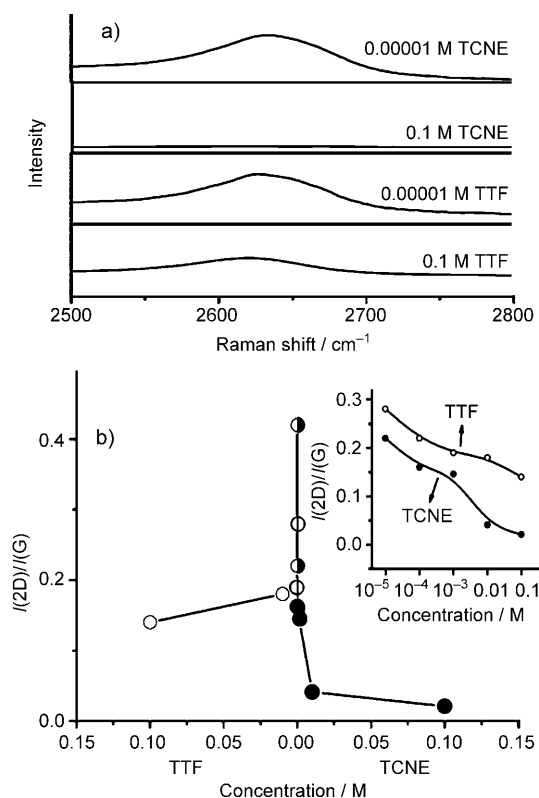 a)
0.00001 M TCNE
0.1 M TCNE
0.00001 M TTF
0.1 M TTF
Intensity
2500 2600 2700 2800
Raman shift / cm⁻¹
b)
I(2D)/I(G)
0.4
0.2
0.0
0.15 0.10 0.05 0.00 0.05 0.10 0.15
TTF TCNE
Concentration / M
I(2D)/I(G)
0.3
0.2
0.1
0.0
TTF
TCNE
10⁻⁵ 10⁻⁴ 10⁻³ 0.01 0.1
Concentration / M